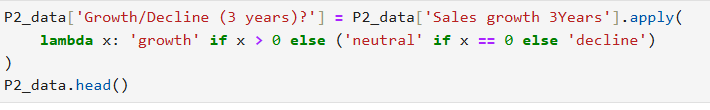 P2_data['Growth/Decline (3 years)?'] = P2_data['Sales growth 3Years'].apply(
    lambda x: 'growth' if x > 0 else ('neutral' if x == 0 else 'decline')
)
P2_data.head()